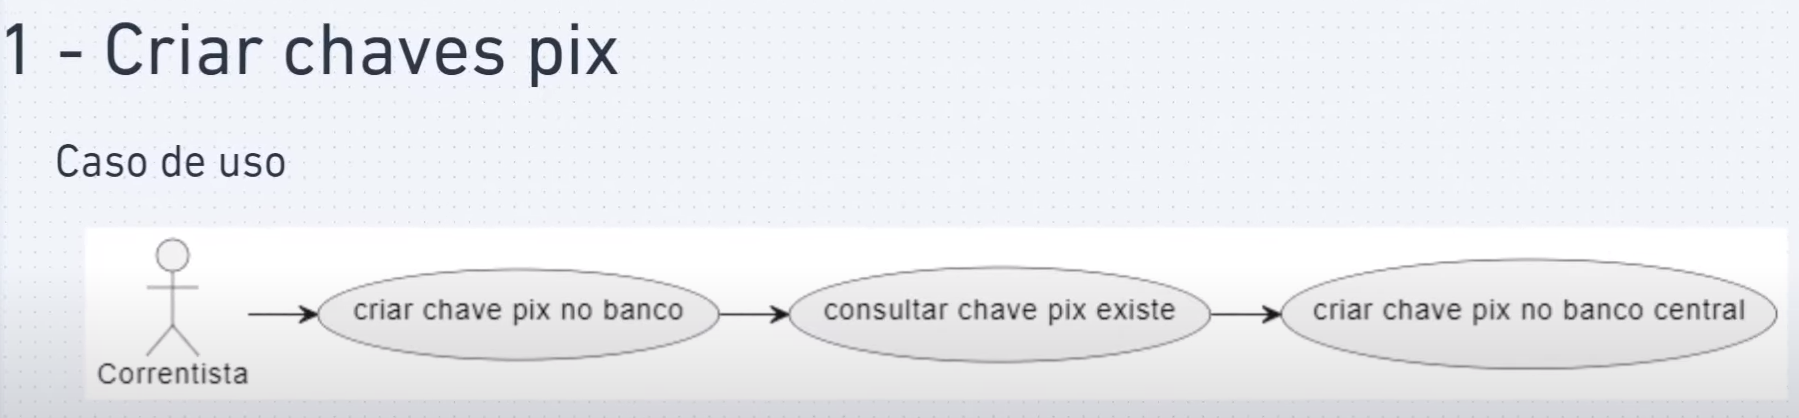 1 - Criar chaves pix
Caso de uso
criar chave pix no banco
consultar chave pix existe
criar chave pix no banco central
Correntista